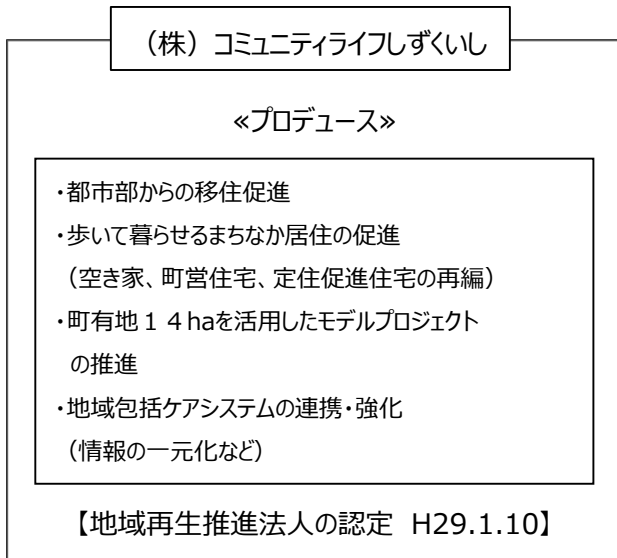 （株）コミュニティライフしずくいし
≪プロデュース≫
・都市部からの移住促進
・歩いて暮らせるまちなか居住の促進
（空き家、町営住宅、定住促進住宅の再編）
・町有地１４haを活用したモデルプロジェクト
の推進
・地域包括ケアシステムの連携・強化
（情報の一元化など）
【地域再生推進法人の認定 H29.1.10】